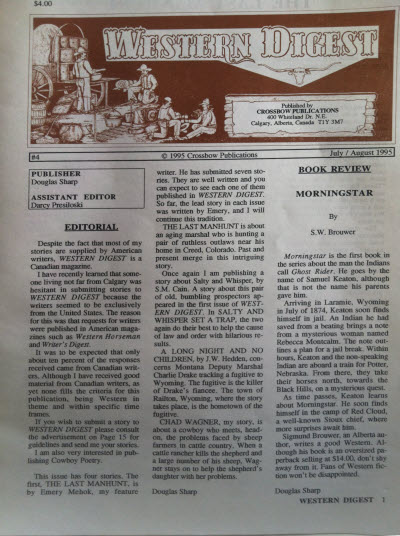 $4.00
WESTERN DIGEST
Published by
CROSSBOW PUBLICATIONS
400 Whiteland Dr. N.E.
Calgary, Alberta, Canada T1Y 3M7
#4
© 1995 Crossbow Publications
July / August 1995
PUBLISHER
Douglas Sharp
ASSISTANT EDITOR
Darcy Presiloski
EDITORIAL
Despite the fact that most of my
stories are supplied by American
writers, WESTERN DIGEST is a
Canadian magazine.
I have recently learned that some-
one living not far from Calgary was
hesitant in submitting stories to
WESTERN DIGEST because the
writers seemed to be exclusively
from the United States. The reason
for this was that requests for writers
were published in American maga-
zines such as Western Horseman
and Writer's Digest.
It was to be expected that only
about ten percent of the responses
received came from Canadian wri-
ters. Although I have received good
material from Canadian writers, as
yet none fills the criteria for this
publication, being Western in
theme and within specific time
frames.
If you wish to submit a story to
WESTERN DIGEST please consult
the advertisement on Page 15 for
guidelines and send me your stories.
I am also very interested in pub-
lishing Cowboy Poetry.
This issue has four stories. The
first, THE LAST MANHUNT, is
by Emery Mehok, my feature
writer. He has submitted seven sto-
ries. They are well written and you
can expect to see each one of them
published in WESTERN DIGEST.
So far, the lead story in each issue
was written by Emery, and I will
continue this tradition.
THE LAST MANHUNT is about
an aging marshal who is hunting a
pair of ruthless outlaws near his
home in Creed, Colorado. Past and
present merge in this intriguing
story.
Once again I am publishing a
story about Salty and Whisper, by
S.M. Cain. A story about this pair
of old, bumbling prospectors ap-
peared in the first issue of WEST-
ERN DIGEST. In SALTY AND
WHISPER SET A TRAP, the two
again do their best to help the cause
of law and order with hilarious re-
sults.
A LONG NIGHT AND NO
CHILDREN, by J.W. Hedden, con-
cerns Montana Deputy Marshal
Charlie Drake tracking a fugitive to
Wyoming. The fugitive is the killer
of Drake's fiancee. The town of
Railton, Wyoming, where the story
takes place, is the hometown of the
fugitive.
CHAD WAGNER, my story, is
about a cowboy who meets, head-
on, the problems faced by sheep
farmers in cattle country. When a
cattle rancher kills the shepherd and
a large number of his sheep, Wag-
ner stays on to help the shepherd's
daughter with her problems.
Douglas Sharp
BOOK REVIEW
MORNINGSTAR
By
S.W. Brouwer
Morningstar is the first book in
the series about the man the Indians
call Ghost Rider. He goes by the
name of Samuel Keaton, although
that is not the name his parents
gave him.
Arriving in Laramie, Wyoming
in July of 1874, Keaton soon finds
himself in jail. An Indian he had
saved from a beating brings a note
from a mysterious woman named
Rebecca Montcalm. The note out-
lines a plan for a jail break. Within
hours, Keaton and the non-speaking
Indian are aboard a train for Potter,
Nebraska. From there, they take
their horses north, towards the
Black Hills, on a mysterious quest.
As time passes, Keaton learns
about Morningstar. He soon finds
himself in the camp of Red Cloud,
a well-known Sioux chief, where
more surprises await him.
Sigmund Brouwer, an Alberta au-
thor, writes a good Western. Al-
though his book is an oversized pa-
perback selling at $14.00, don't shy
away from it. Fans of Western fic-
tion won't be disappointed.
Douglas Sharp
WESTERN DIGEST 1